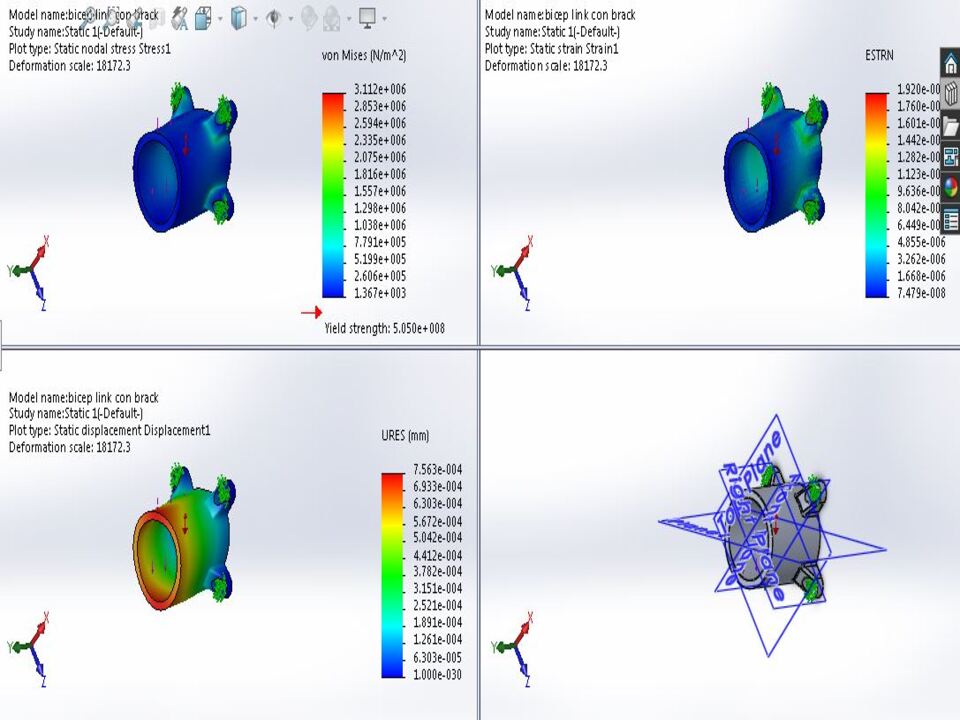 Model name:bicep link con brack
Study name:Static 1(-Default-)
Plot type: Static nodal stress Stress1
Deformation scale: 18172.3
von Mises (N/m^2)
3.112e+006
2.853e+006
2.594e+006
2.335e+006
2.075e+006
1.816e+006
1.557e+006
1.298e+006
1.038e+006
7.791e+005
5.199e+005
2.606e+005
1.367e+003
Yield strength: 5.050e+008
X
Y
Z
Model name:bicep link con brack
Study name:Static 1(-Default-)
Plot type: Static strain Strain1
Deformation scale: 18172.3
ESTRN
1.920e-00
1.760e-00
1.601e-00
1.442e-00
1.282e-00
1.123e-00
9.636e-00
8.042e-00
6.449e-00
4.855e-006
3.262e-006
1.668e-006
7.479e-008
X
Y
Z
Model name:bicep link con brack
Study name:Static 1(-Default-)
Plot type: Static displacement Displacement1
Deformation scale: 18172.3
URES (mm)
7.563e-004
6.933e-004
6.303e-004
5.672e-004
5.042e-004
4.412e-004
3.782e-004
3.151e-004
2.521e-004
1.891e-004
1.261e-004
6.303e-005
1.000e-030
X
Y
Z
Right Plane
Plane
X
Y
Z